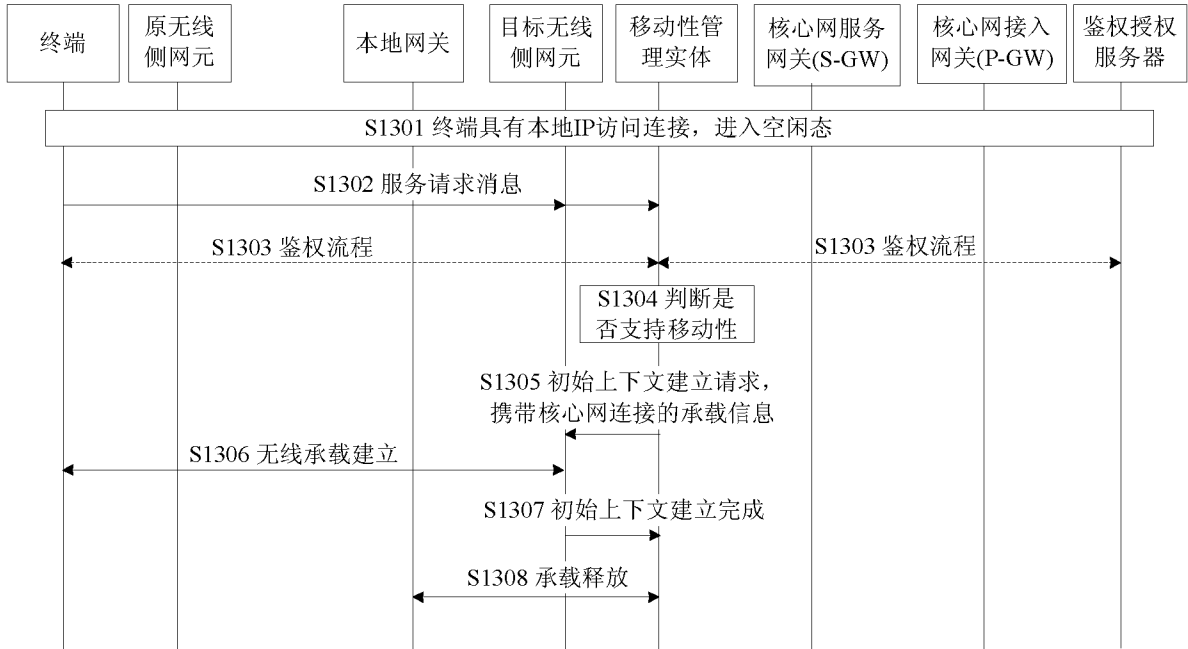 终端
原无线
侧网元
本地网关
目标无线
侧网元
移动性管
理实体
核心网服务
网关(S-GW)
核心网接入
网关(P-GW)
鉴权授权
服务器
S1301 终端具有本地IP访问连接，进入空闲态
S1302 服务请求消息
S1303 鉴权流程
S1303 鉴权流程
S1304 判断是
否支持移动性
S1305 初始上下文建立请求，
携带核心网连接的承载信息
S1306 无线承载建立
S1307 初始上下文建立完成
S1308 承载释放